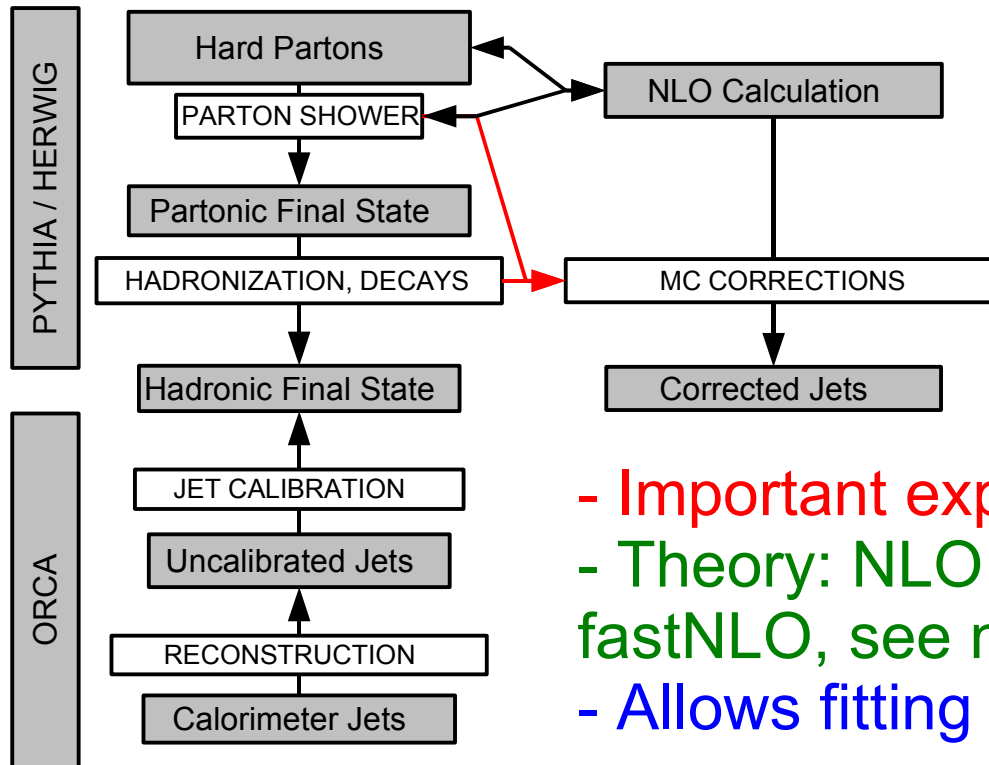 PYTHIA / HERWIG
Hard Partons
PARTON SHOWER
Partonic Final State
HADRONIZATION, DECAYS
Hadronic Final State
NLO Calculation
MC CORRECTIONS
Corrected Jets
ORCA
JET CALIBRATION
Uncalibrated Jets
RECONSTRUCTION
Calorimeter Jets
- Important
- Theory: NLO
fastNLO, see
- Allows fitting